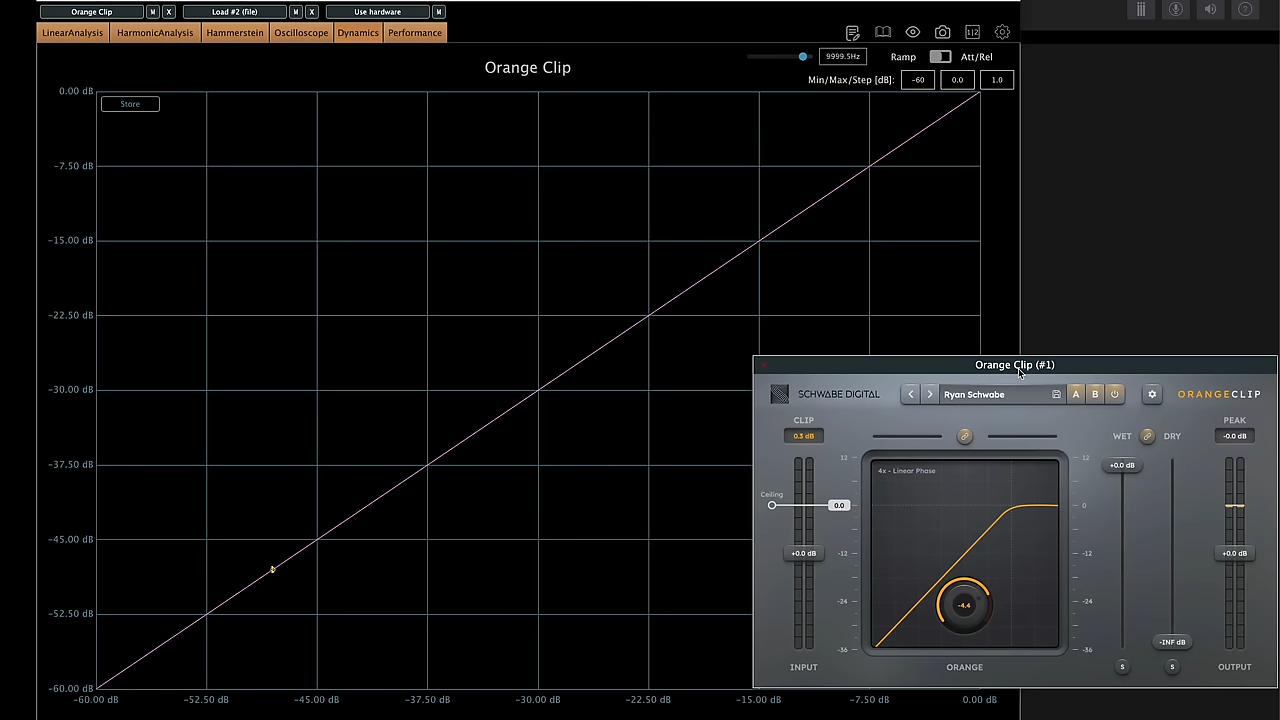 Orange Clip M X Load #2 (file) M X Use hardware M
LinearAnalysis HarmonicAnalysis Hammerstein Oscilloscope Dynamics Performance
1|2
9999.5Hz Ramp Att/Rel
Orange Clip
Min/Max/Step [dB]: -60 0.0 1.0
0.00 dB
Store
-7.50 dB
-15.00 dB
-22.50 dB
-30.00 dB
-37.50 dB
-45.00 dB
-52.50 dB
-60.00 dB
-60.00 dB -52.50 dB -45.00 dB -37.50 dB -30.00 dB -22.50 dB -15.00 dB -7.50 dB 0.00 dB
Orange Clip (#1)
SCHWABE DIGITAL Ryan Schwabe A B ORANGECLIP
CLIP PEAK
0.3 dB WET DRY -0.0 dB
12 12
4x - Linear Phase +0.0 dB
Ceiling
0.0 0
-12 -12
+0.0 dB +0.0 dB
-24 -24
-4.4
-INF dB
-36 -36
INPUT ORANGE S S OUTPUT